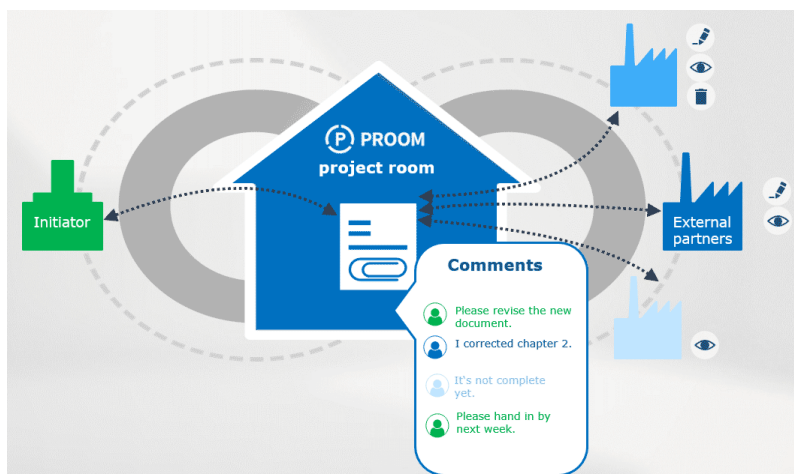 P PROOM
project room
Initiator
External
partners
Comments
Please revise the new
document.
I corrected chapter 2.
It's not complete
yet.
Please hand in by
next week.